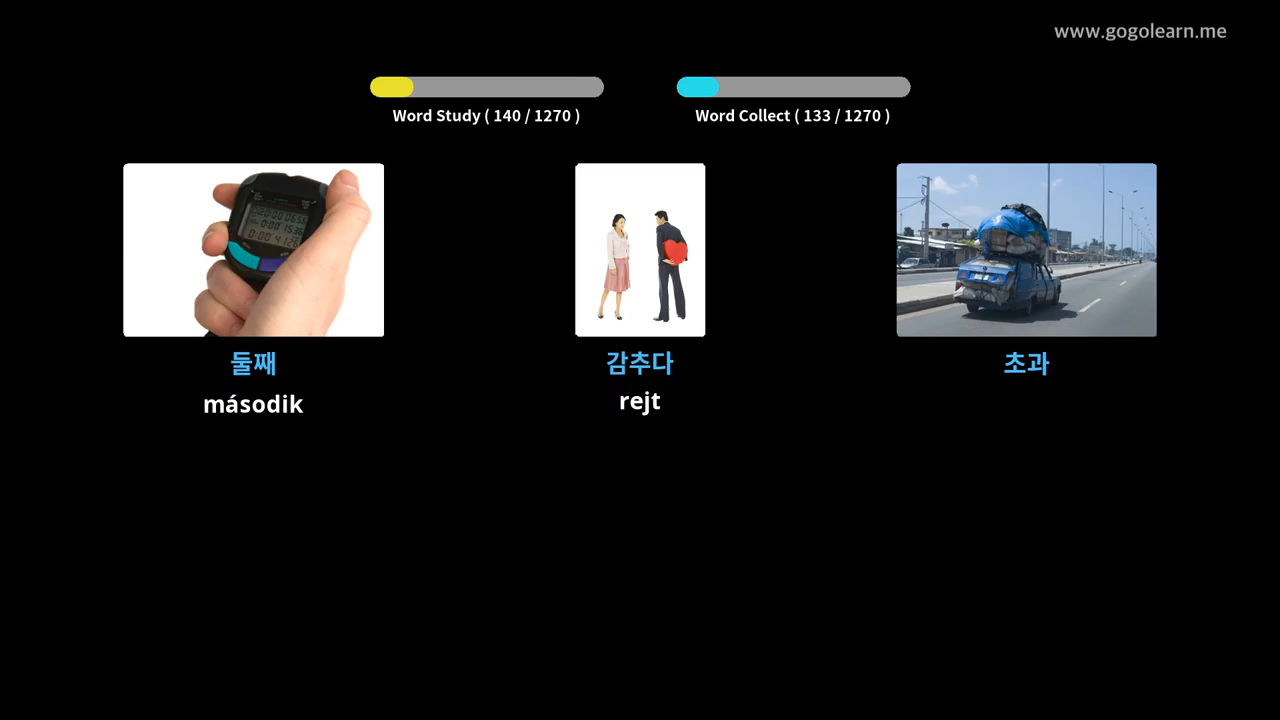 www.gogolearn.me
Word Study ( 140 / 1270 )
Word Collect ( 133 / 1270 )
둘째
감추다
초과
második
rejt